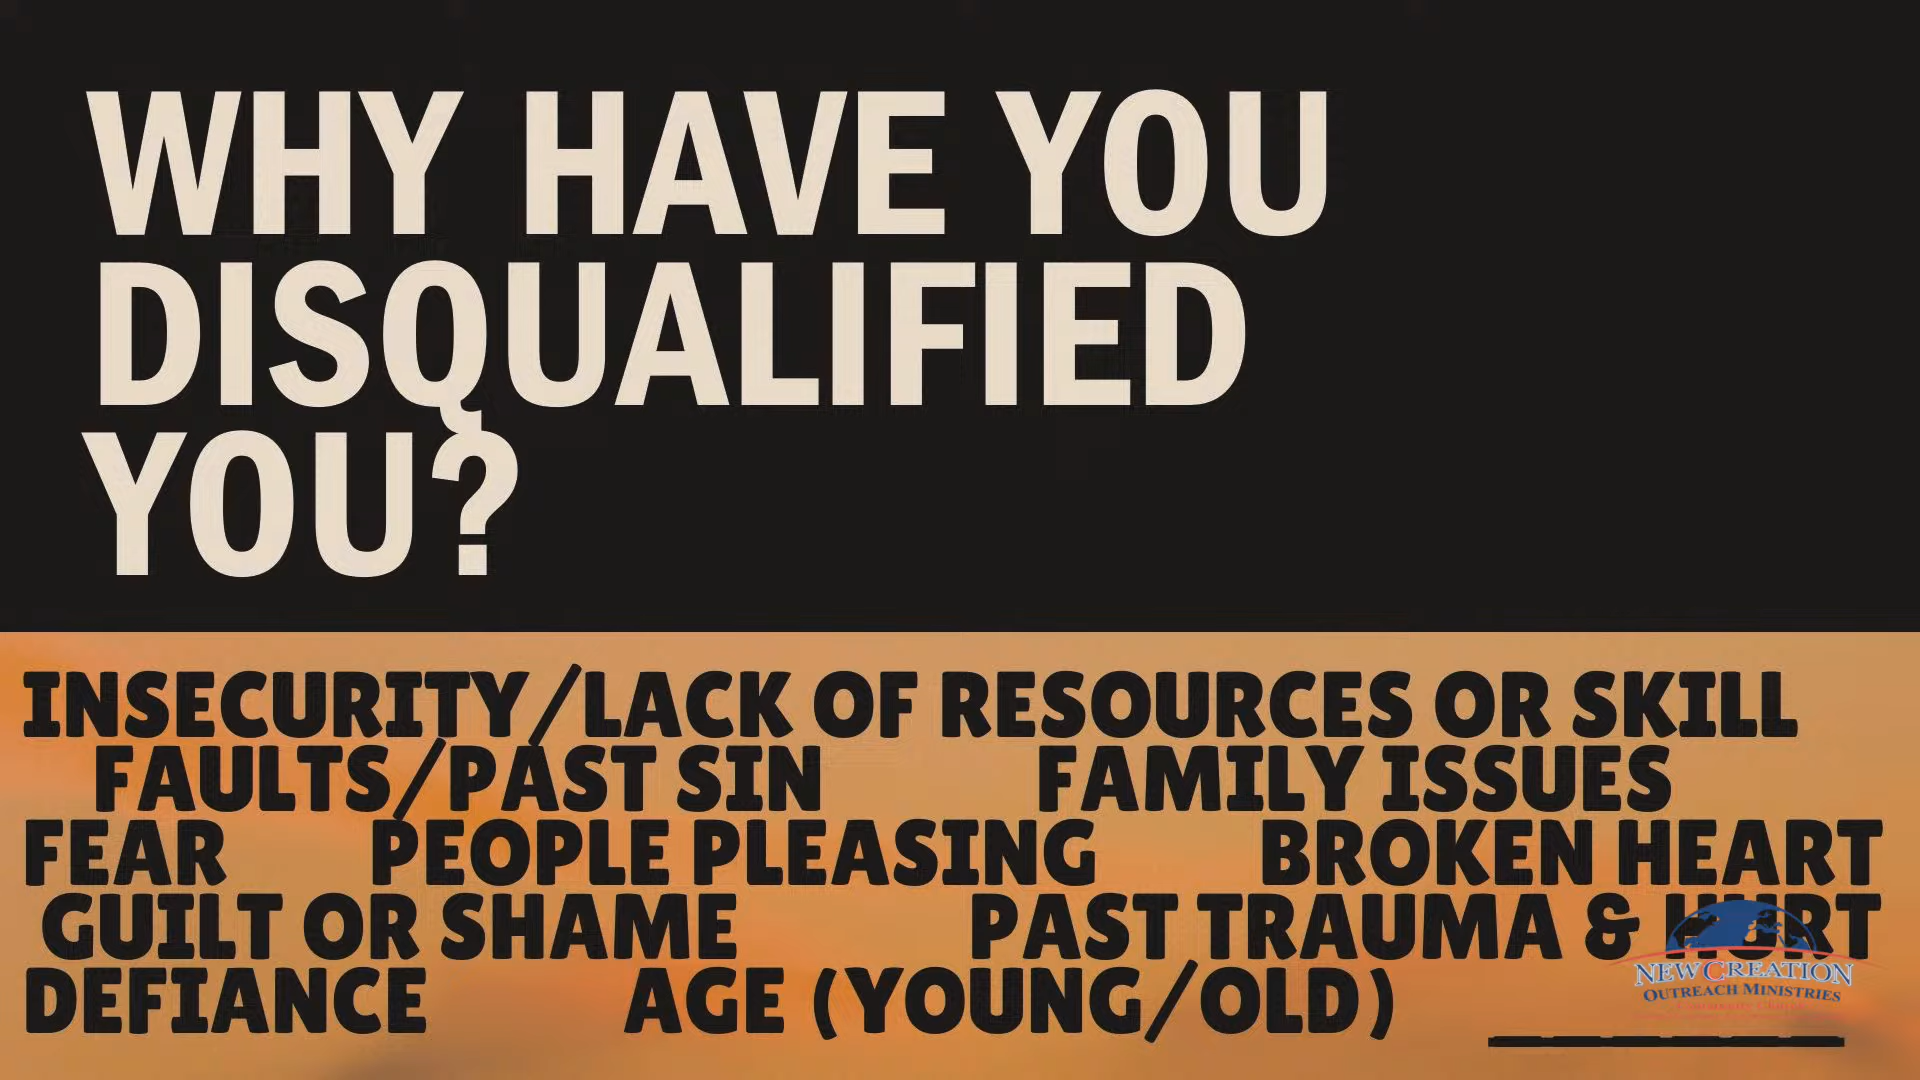 WHY HAVE YOU
DISQUALIFIED
YOU?
INSECURITY/LACK OF RESOURCES OR SKILL
FAULTS/PAST SIN FAMILY ISSUES
FEAR PEOPLE PLEASING BROKEN HEART
GUILT OR SHAME PAST TRAUMA & HURT
DEFIANCE AGE (YOUNG/OLD)
NEW CREATION
OUTREACH MINISTRIES